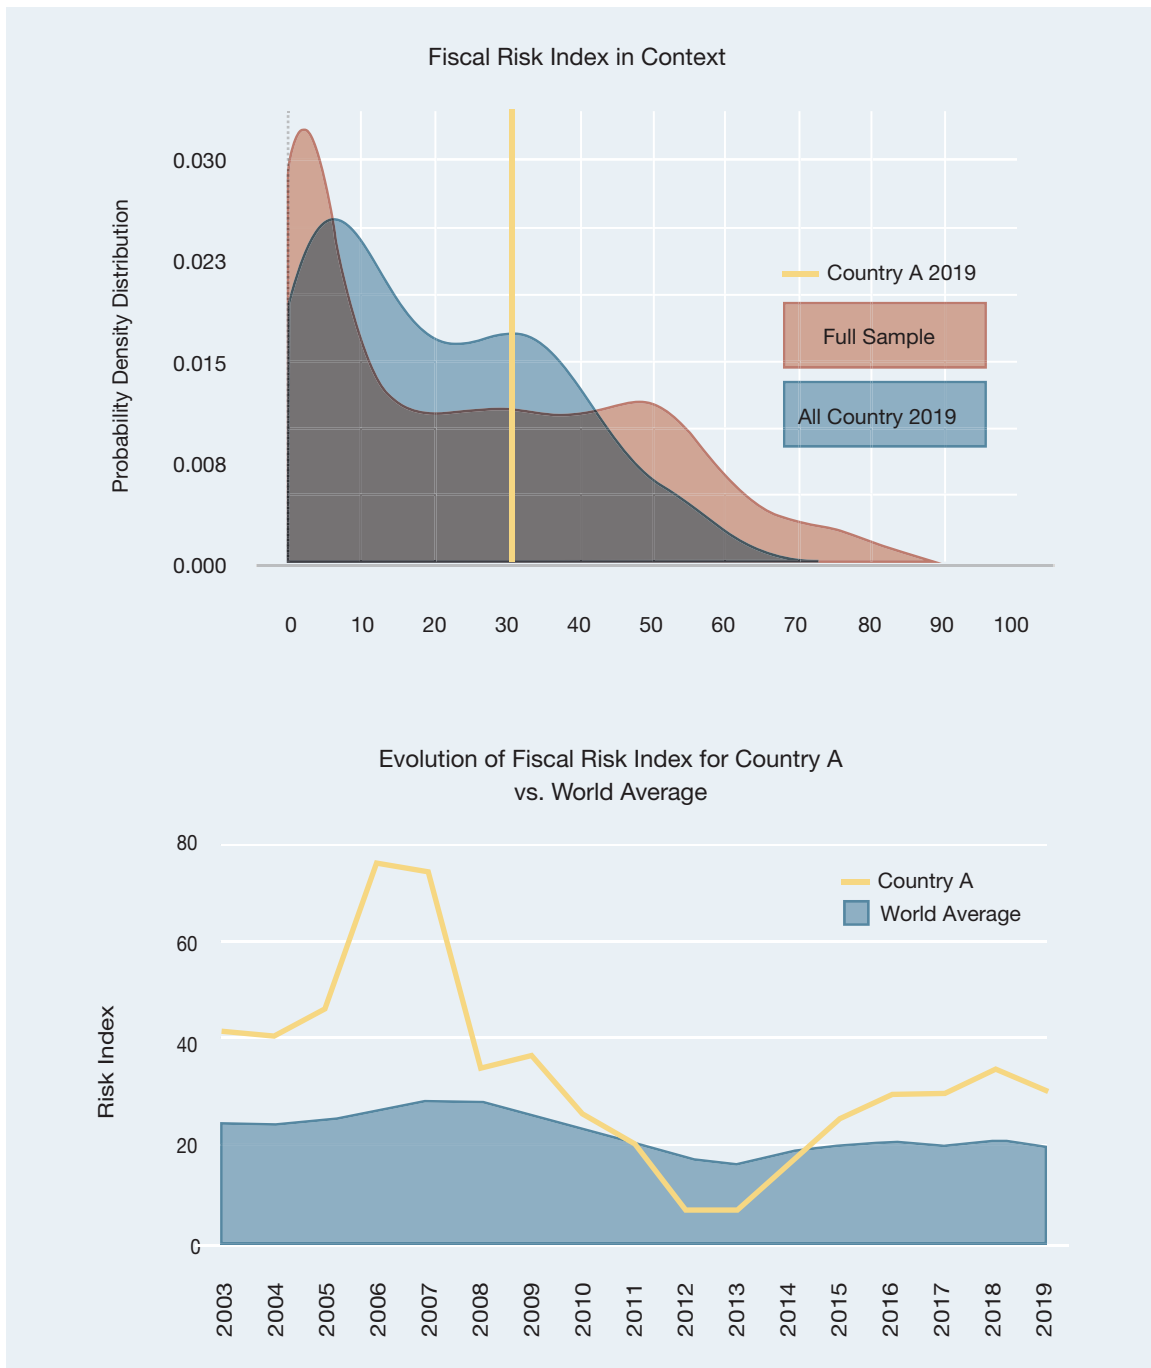 Fiscal Risk Index in Context
Probability Density Distribution
0.030
0.023
0.015
0.008
0.000
Country A 2019
Full Sample
All Country 2019
0 10 20 30 40 50 60 70 80 90 100
Evolution of Fiscal Risk Index for Country A
vs. World Average
Risk Index
80
60
40
20
0
Country A
World Average
2003 2004 2005 2006 2007 2008 2009 2010 2011 2012 2013 2014 2015 2016 2017 2018 2019